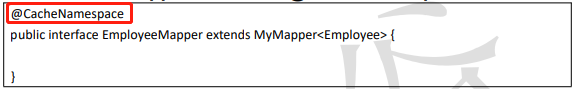 @CacheNamespace
public interface EmployeeMapper extends MyMapper<Employee> {
}